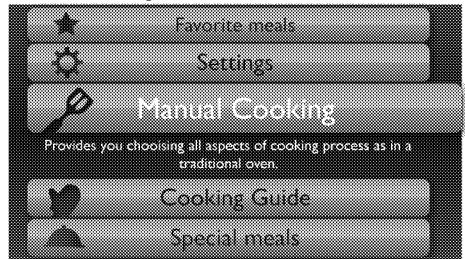 Favorite meals
Settings
Manual Cooking
Provides you chooising all aspects of cooking process as in a
traditional oven.
Cooking Guide
Special meals